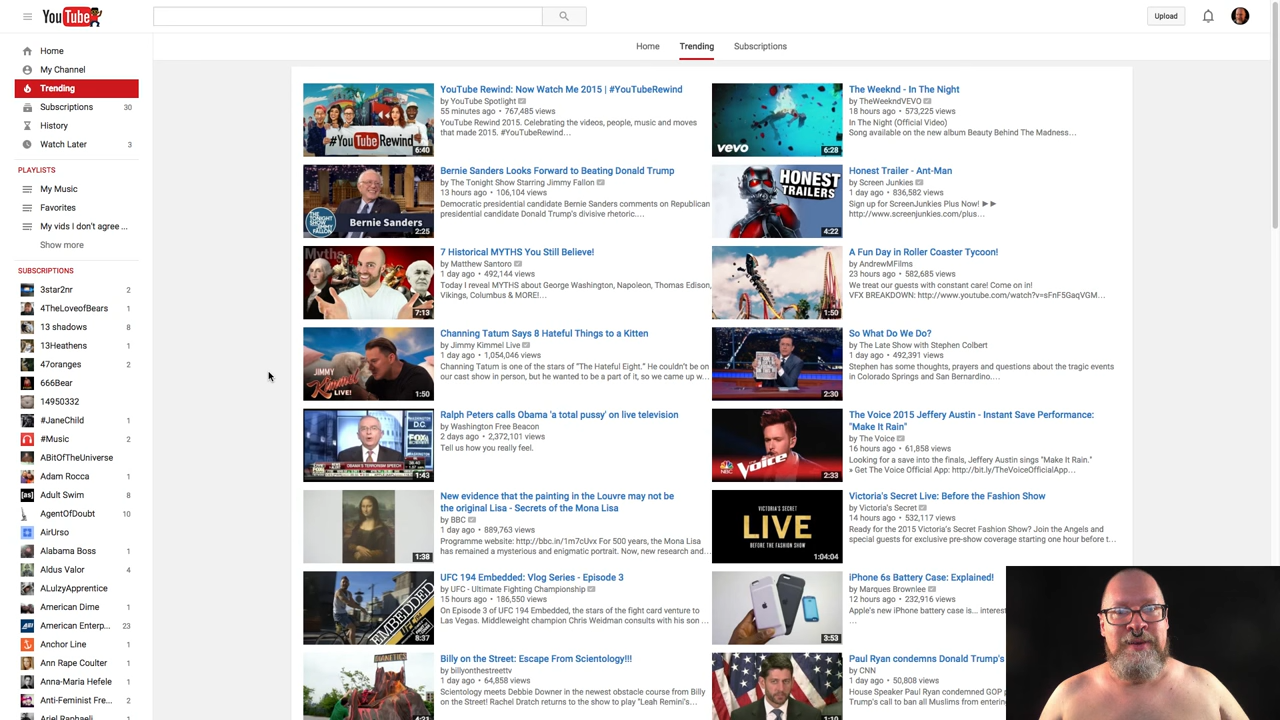 YouTube
Upload
Home
Trending
Subscriptions
Home
My Channel
Trending
Subscriptions 30
History
Watch Later 3
PLAYLISTS
My Music
Favorites
My vids I don't agree ...
Show more
SUBSCRIPTIONS
3star2nr 2
4TheLoveofBears 1
13 shadows 8
13Heathens 1
47oranges 2
666Bear
14950332
#JaneChild 1
#Music 2
ABitOfTheUniverse
Adam Rocca 1
Adult Swim 8
AgentOfDoubt 10
AirUrso
Alabama Boss 1
Aldus Valor 4
ALulzyApprentice
American Dime 1
American Enterp... 23
Anchor Line 1
Ann Rape Coulter 1
Anna-Maria Hefele 1
Anti-Feminist Fre... 2
Ariel Raphaeli 1
#YouTubeRewind
6:40
YouTube Rewind: Now Watch Me 2015 | #YouTubeRewind
by YouTube Spotlight
55 minutes ago • 767,485 views
YouTube Rewind 2015. Celebrating the videos, people, music and moves
that made 2015. #YouTubeRewind...
vevo
6:28
The Weeknd - In The Night
by TheWeekndVEVO
18 hours ago • 573,225 views
In The Night (Official Video)
Song available on the new album Beauty Behind The Madness...
THE TONIGHT SHOW
Bernie Sanders
2:25
Bernie Sanders Looks Forward to Beating Donald Trump
by The Tonight Show Starring Jimmy Fallon
13 hours ago • 106,104 views
Democratic presidential candidate Bernie Sanders comments on Republican
presidential candidate Donald Trump's divisive rhetoric....
HONEST
TRAILERS
4:22
Honest Trailer - Ant-Man
by Screen Junkies
1 day ago • 836,582 views
Sign up for ScreenJunkies Plus Now! ►►
http://www.screenjunkies.com/plus...
Myths
7:13
7 Historical MYTHS You Still Believe!
by Matthew Santoro
1 day ago • 492,144 views
Today I reveal MYTHS about George Washington, Napoleon, Thomas Edison,
Vikings, Columbus & MORE!...
1:50
A Fun Day in Roller Coaster Tycoon!
by AndrewMFilms
23 hours ago • 582,685 views
We treat our guests with constant care! Come on in!
VFX BREAKDOWN: http://www.youtube.com/watch?v=sFnF5GaqVGM...
JIMMY
KIMMEL
LIVE!
1:50
Channing Tatum Says 8 Hateful Things to a Kitten
by Jimmy Kimmel Live
1 day ago • 1,054,046 views
Channing Tatum is one of the stars of "The Hateful Eight." He couldn't be on
our cast show in person, but he wanted to be a part of it, so we came up w...
2:30
So What Do We Do?
by The Late Show with Stephen Colbert
1 day ago • 492,391 views
Stephen has some thoughts, prayers and questions about the tragic events
in Colorado Springs and San Bernardino....
WASHINGTON
D.C.
FOX
1:43
Ralph Peters calls Obama 'a total pussy' on live television
by Washington Free Beacon
2 days ago • 2,372,101 views
Tell us how you really feel.
NBC
Voice
2:33
The Voice 2015 Jeffery Austin - Instant Save Performance:
"Make It Rain"
by The Voice
16 hours ago • 61,858 views
Looking for a save into the finals, Jeffery Austin sings "Make It Rain."
» Get The Voice Official App: http://bit.ly/TheVoiceOfficialApp...
1:38
New evidence that the painting in the Louvre may not be
the original Lisa - Secrets of the Mona Lisa
by BBC
1 day ago • 889,763 views
Programme website: http://bbc.in/1m7cUvx For 500 years, the Mona Lisa
has remained a mysterious and enigmatic portrait. Now, new research and...
VICTORIA'S SECRET
LIVE
BEFORE THE FASHION SHOW
1:04:04
Victoria's Secret Live: Before the Fashion Show
by Victoria's Secret
14 hours ago • 532,117 views
Ready for the 2015 Victoria's Secret Fashion Show? Join the Angels and
special guests for exclusive pre-show coverage starting one hour before t...
EMBEDDED
8:37
UFC 194 Embedded: Vlog Series - Episode 3
by UFC - Ultimate Fighting Championship
15 hours ago • 186,550 views
On Episode 3 of UFC 194 Embedded, the stars of the fight card venture to
Las Vegas. Middleweight champion Chris Weidman consults with his son ...
3:53
iPhone 6s Battery Case: Explained!
by Marques Brownlee
12 hours ago • 232,916 views
Apple's new iPhone battery case is... interest
...
DIANETICS
4:21
Billy on the Street: Escape From Scientology!!!
by billyonthestreettv
1 day ago • 64,858 views
Scientology meets Debbie Downer in the newest obstacle course from Billy
on the Street! Rachel Dratch returns to the show to play "Leah Remini's...
1:10
Paul Ryan condemns Donald Trump's
by CNN
1 day ago • 50,808 views
House Speaker Paul Ryan condemned GOP p
Trump's call to ban all Muslims from entering